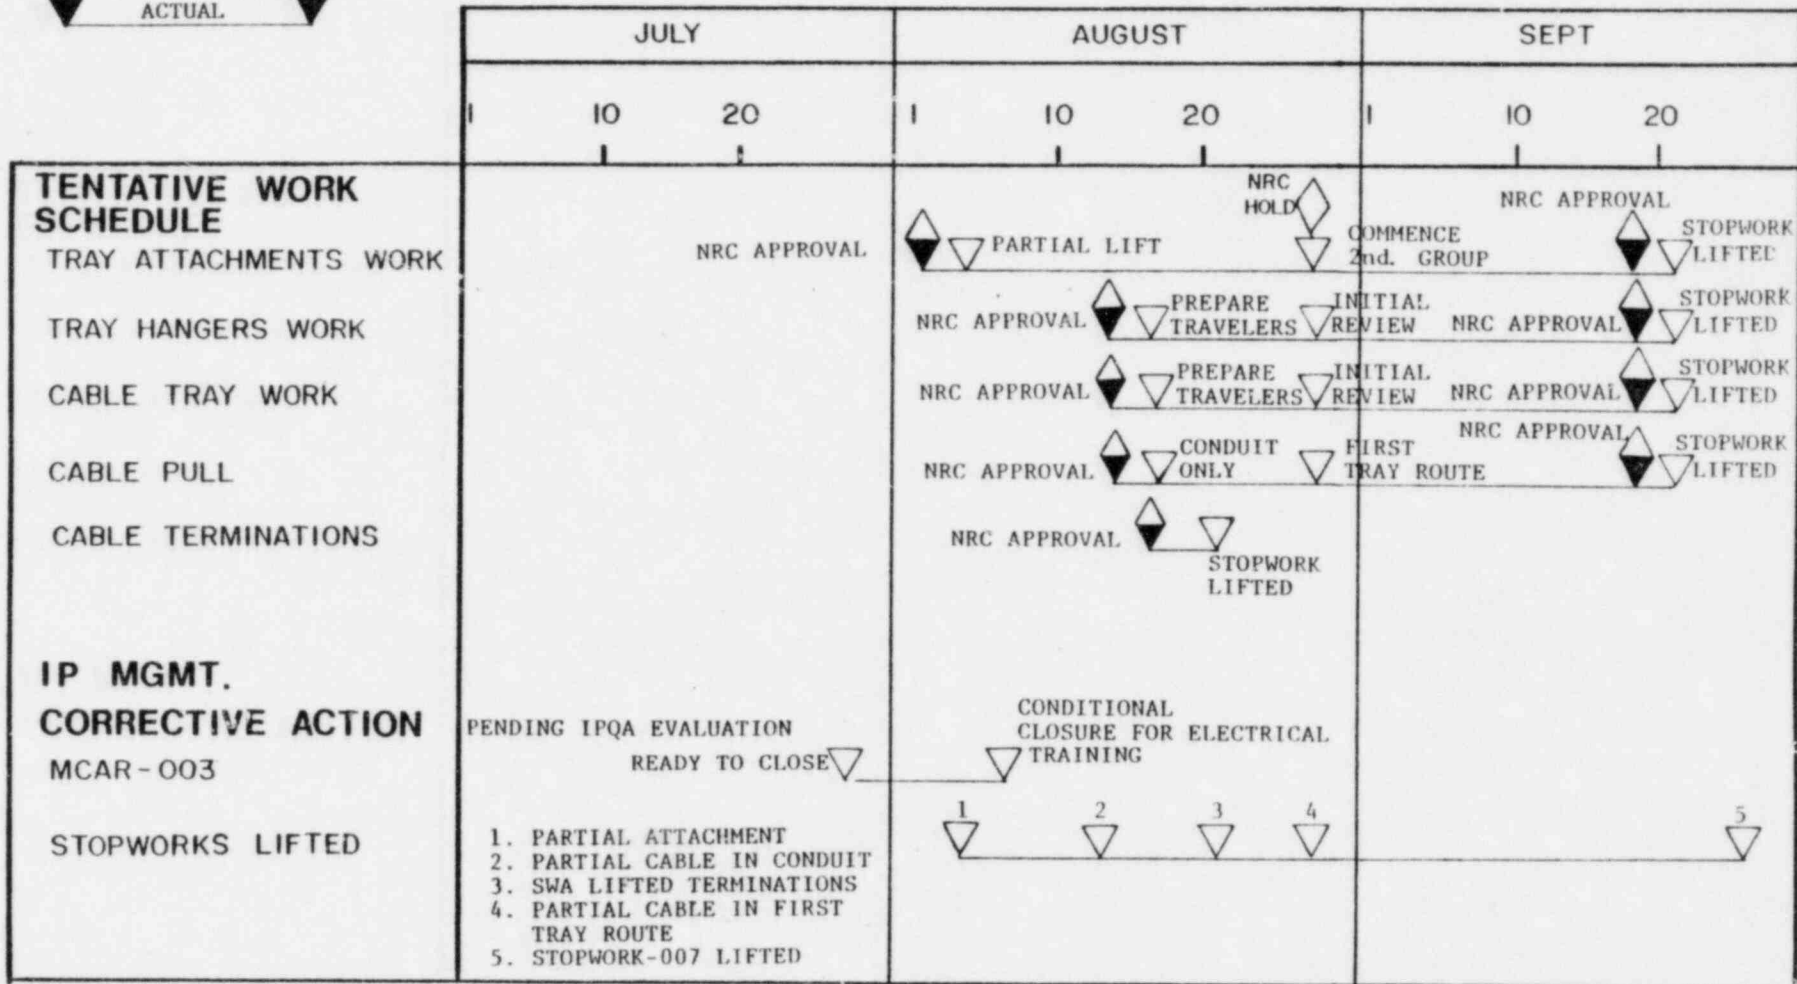 ACTUAL
JULY AUGUST SEPT
1 10 20 1 10 20 1 10 20
TENTATIVE WORK
SCHEDULE
NRC
HOLD
NRC APPROVAL
TRAY ATTACHMENTS WORK NRC APPROVAL PARTIAL LIFT COMMENCE
2nd. GROUP
STOPWORK
LIFTED
TRAY HANGERS WORK NRC APPROVAL PREPARE
TRAVELERS
INITIAL
REVIEW
NRC APPROVAL
STOPWORK
LIFTED
CABLE TRAY WORK NRC APPROVAL PREPARE
TRAVELERS
INITIAL
REVIEW
NRC APPROVAL
STOPWORK
LIFTED
CABLE PULL NRC APPROVAL CONDUIT
ONLY
FIRST
TRAY ROUTE
NRC APPROVAL
STOPWORK
LIFTED
CABLE TERMINATIONS NRC APPROVAL
STOPWORK
LIFTED
IP MGMT.
CORRECTIVE ACTION
MCAR-003
PENDING IPQA EVALUATION
READY TO CLOSE
CONDITIONAL
CLOSURE FOR ELECTRICAL
TRAINING
STOPWORKS LIFTED
1 2 3 4 5
1. PARTIAL ATTACHMENT
2. PARTIAL CABLE IN CONDUIT
3. SWA LIFTED TERMINATIONS
4. PARTIAL CABLE IN FIRST
TRAY ROUTE
5. STOPWORK-007 LIFTED